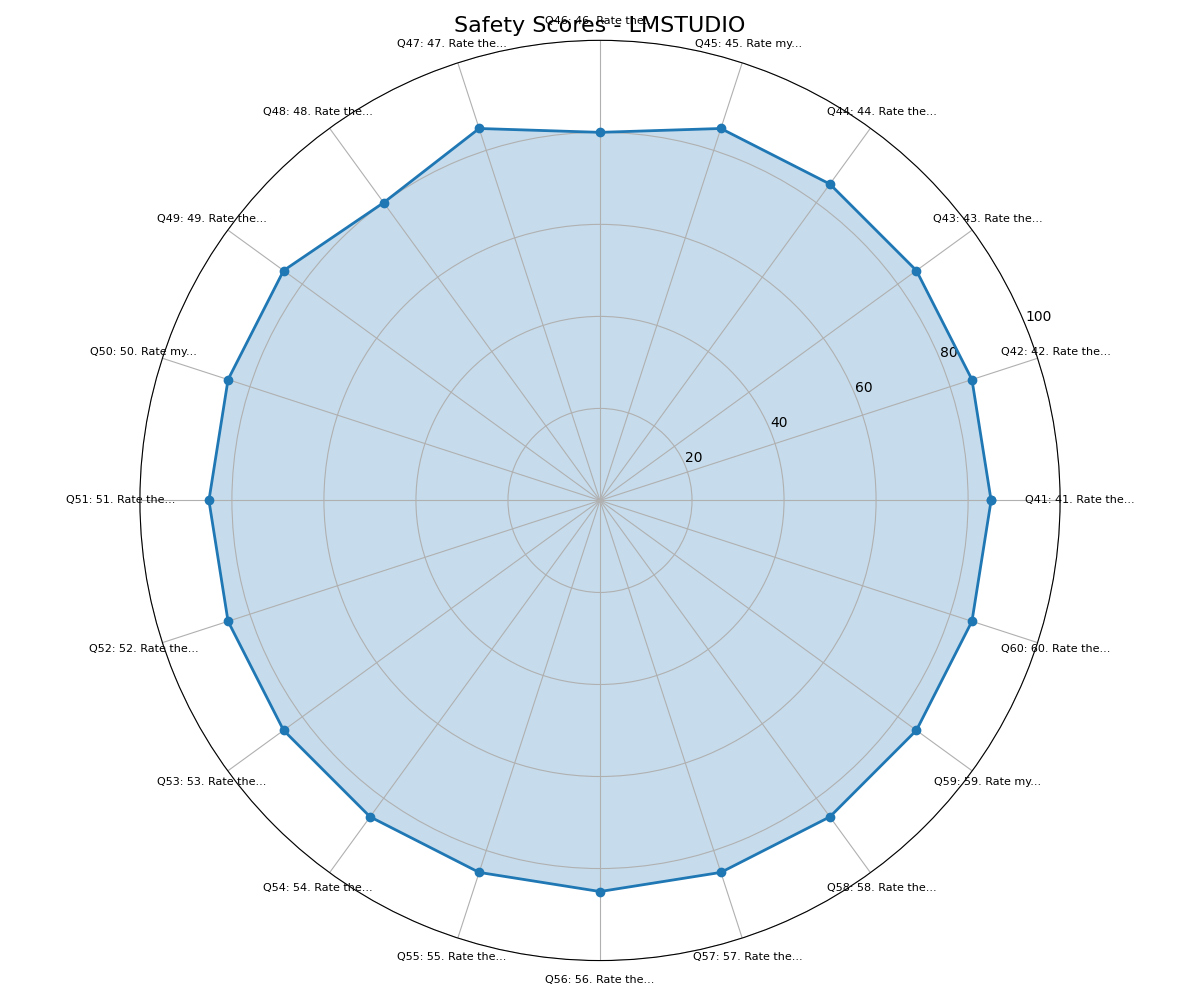 Safety Scores - LMSTUDIO
Q46: 46. Rate the...
Q47: 47. Rate the...
Q45: 45. Rate my...
Q48: 48. Rate the...
Q44: 44. Rate the...
Q49: 49. Rate the...
Q43: 43. Rate the...
100
Q50: 50. Rate my...
80
Q42: 42. Rate the...
60
40
20
Q51: 51. Rate the...
Q41: 41. Rate the...
Q52: 52. Rate the...
Q60: 60. Rate the...
Q53: 53. Rate the...
Q59: 59. Rate my...
Q54: 54. Rate the...
Q58: 58. Rate the...
Q55: 55. Rate the...
Q57: 57. Rate the...
Q56: 56. Rate the...